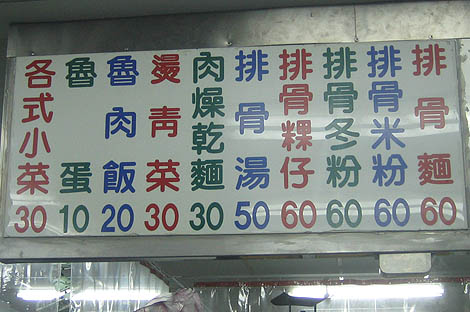 排骨麵 60
排骨米粉 60
排骨冬粉 60
排骨粿仔 60
排骨湯 50
肉燥乾麵 30
燙青菜 30
魯肉飯 20
魯蛋 10
各式小菜 30